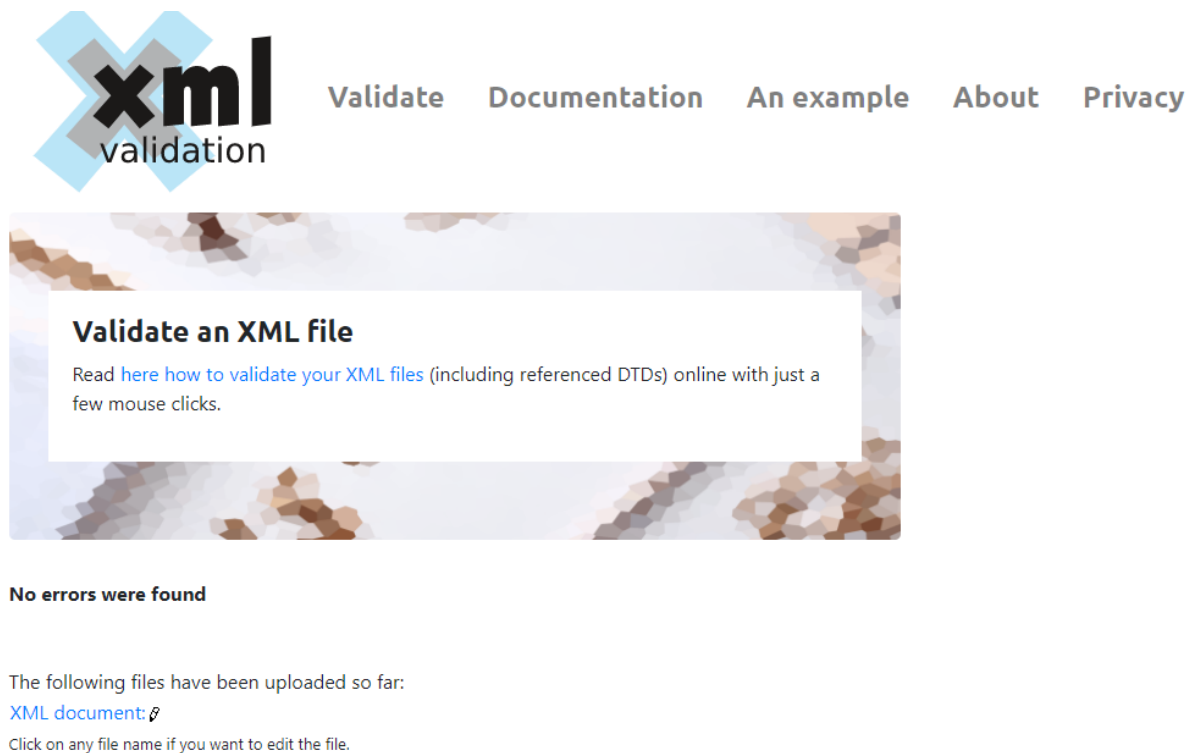 xml
validation
Validate Documentation An example About Privacy
Validate an XML file
Read here how to validate your XML files (including referenced DTDs) online with just a
few mouse clicks.
No errors were found
The following files have been uploaded so far:
XML document:
Click on any file name if you want to edit the file.